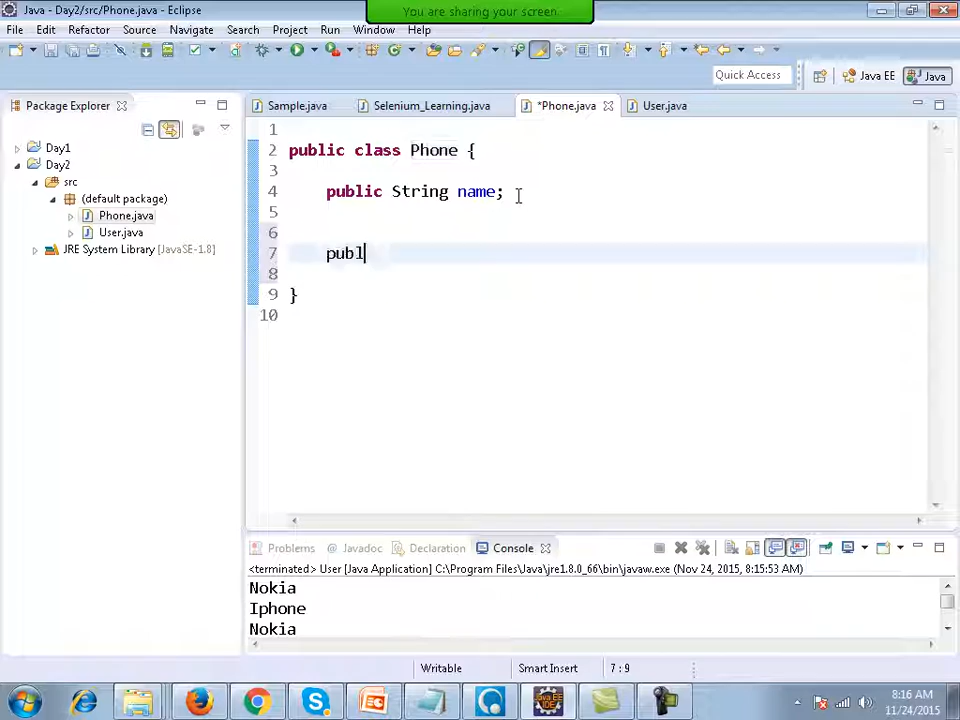 Java - Day2/src/Phone.java - Eclipse
You are sharing your screen
File Edit Refactor Source Navigate Search Project Run Window Help
Quick Access
Java EE
Java
Package Explorer
Sample.java
Selenium_Learning.java
*Phone.java
User.java
Day1
Day2
src
(default package)
Phone.java
User.java
JRE System Library [JavaSE-1.8]
1
2 public class Phone {
3
4 public String name;
5
6
7 publ
8
9 }
10
Problems @ Javadoc Declaration Console
<terminated> User [Java Application] C:\Program Files\Java\jre1.8.0_66\bin\javaw.exe (Nov 24, 2015, 8:15:53 AM)
Nokia
Iphone
Nokia
Writable Smart Insert 7 : 9
8:16 AM
11/24/2015